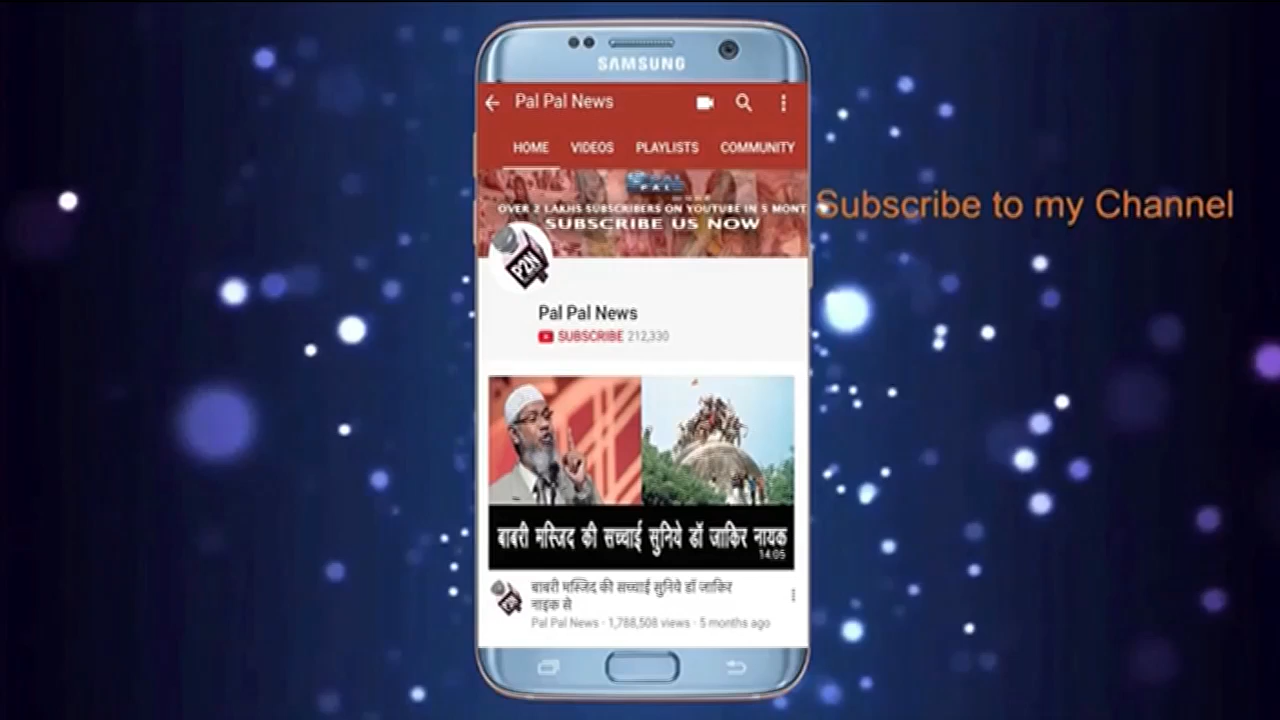 SAMSUNG
Pal Pal News
HOME VIDEOS PLAYLISTS COMMUNITY
PAL
OVER 2 LAKHS SUBSCRIBERS ON YOUTUBE IN 5 MONT
SUBSCRIBE US NOW
Subscribe to my Channel
P2N
Pal Pal News
SUBSCRIBE 212,330
बाबरी मस्जिद की सच्चाई सुनिये डॉ जाकिर नायक
14:05
बाबरी मस्जिद की सच्चाई सुनिये डॉ जाकिर
नाइक से
Pal Pal News · 1,788,508 views · 5 months ago